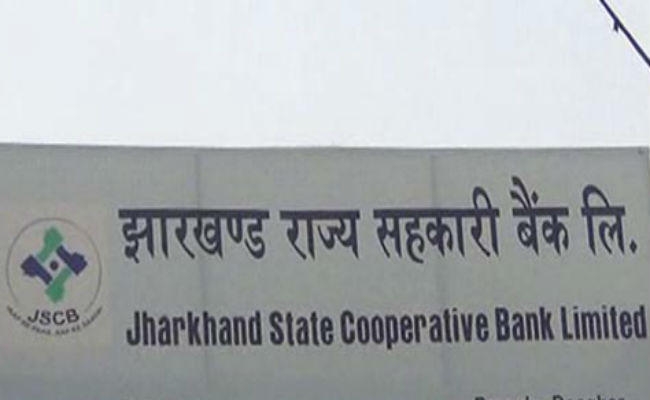 झारखण्ड राज्य सहकारी बैंक लि.
JSCB
Jharkhand State Cooperative Bank Limited